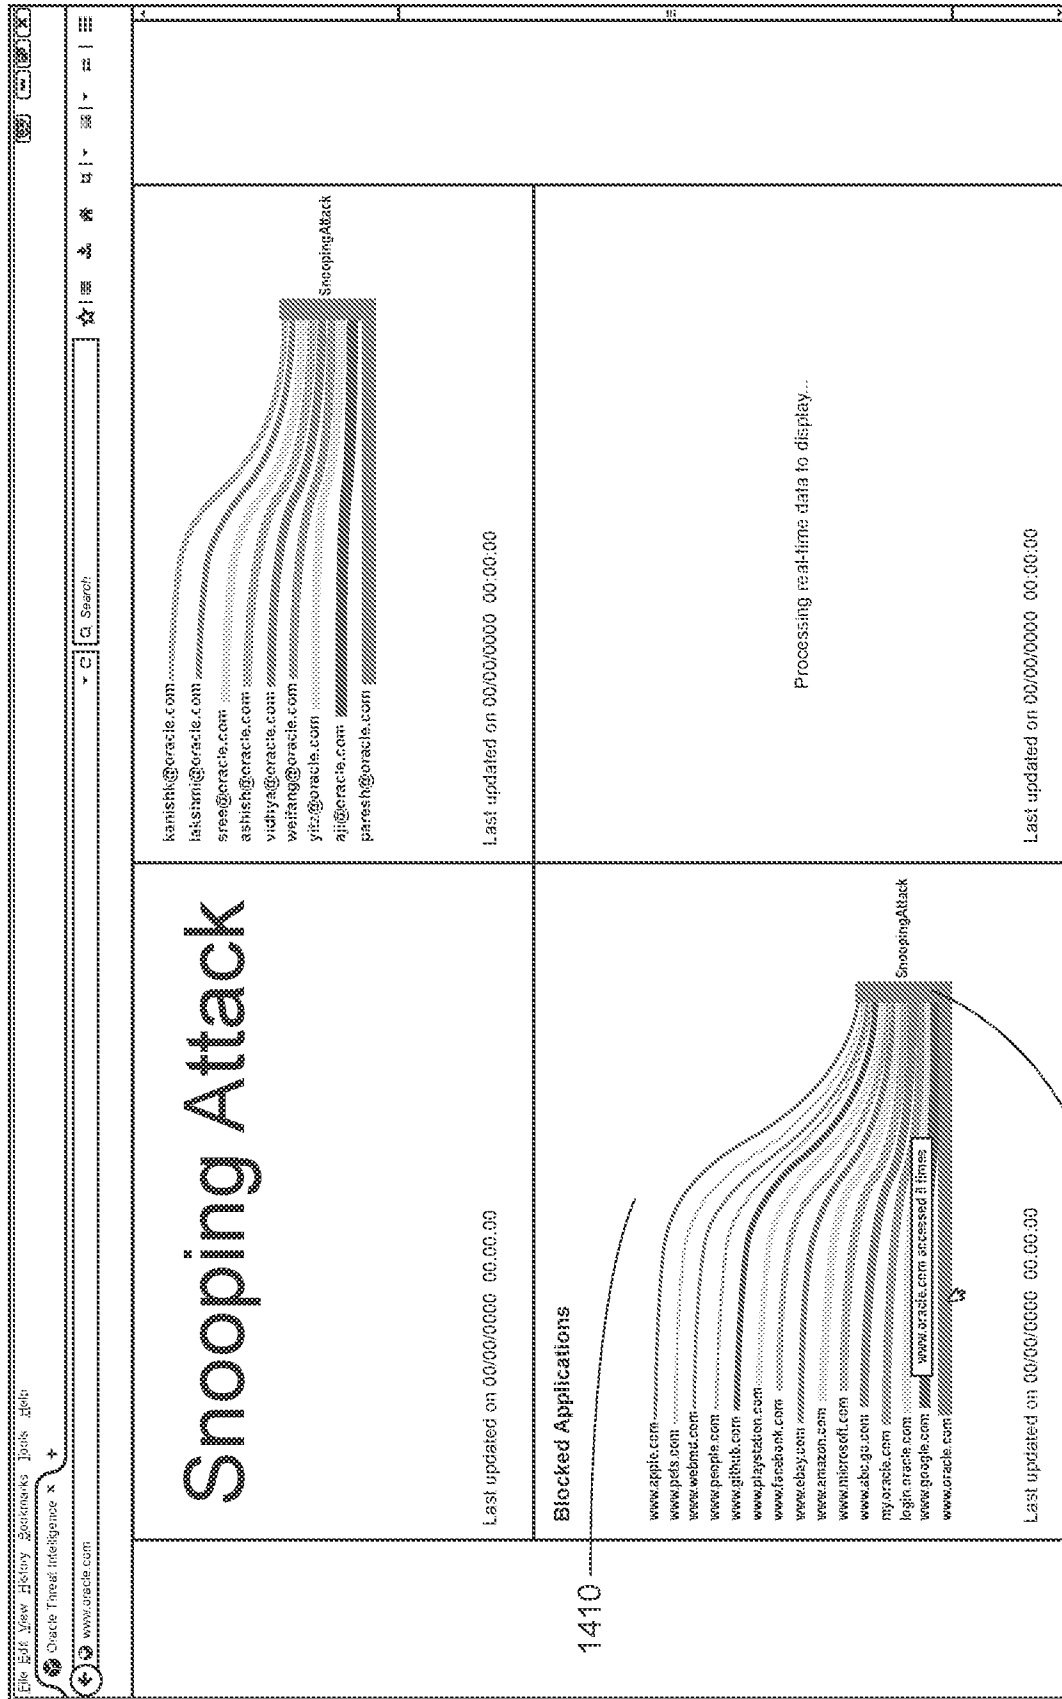 File Edit View History Bookmarks Tools Help
Oracle Threat Intelligence × +
www.oracle.com
Search
Snooping Attack
Last updated on 00/00/0000 00:00:00
kanishk@oracle.com
lakshmi@oracle.com
sree@oracle.com
ashish@oracle.com
vidhya@oracle.com
weifang@oracle.com
yitz@oracle.com
aji@oracle.com
paresh@oracle.com
SnoopingAttack
Last updated on 00/00/0000 00:00:00
1410
Blocked Applications
www.apple.com
www.pets.com
www.webmd.com
www.people.com
www.github.com
www.playstation.com
www.facebook.com
www.ebay.com
www.amazon.com
www.microsoft.com
www.abc.go.com
my.oracle.com
login.oracle.com
www.google.com
www.oracle.com
www.oracle.com accessed 8 times
SnoopingAttack
Last updated on 00/00/0000 00:00:00
Processing real-time data to display...
Last updated on 00/00/0000 00:00:00